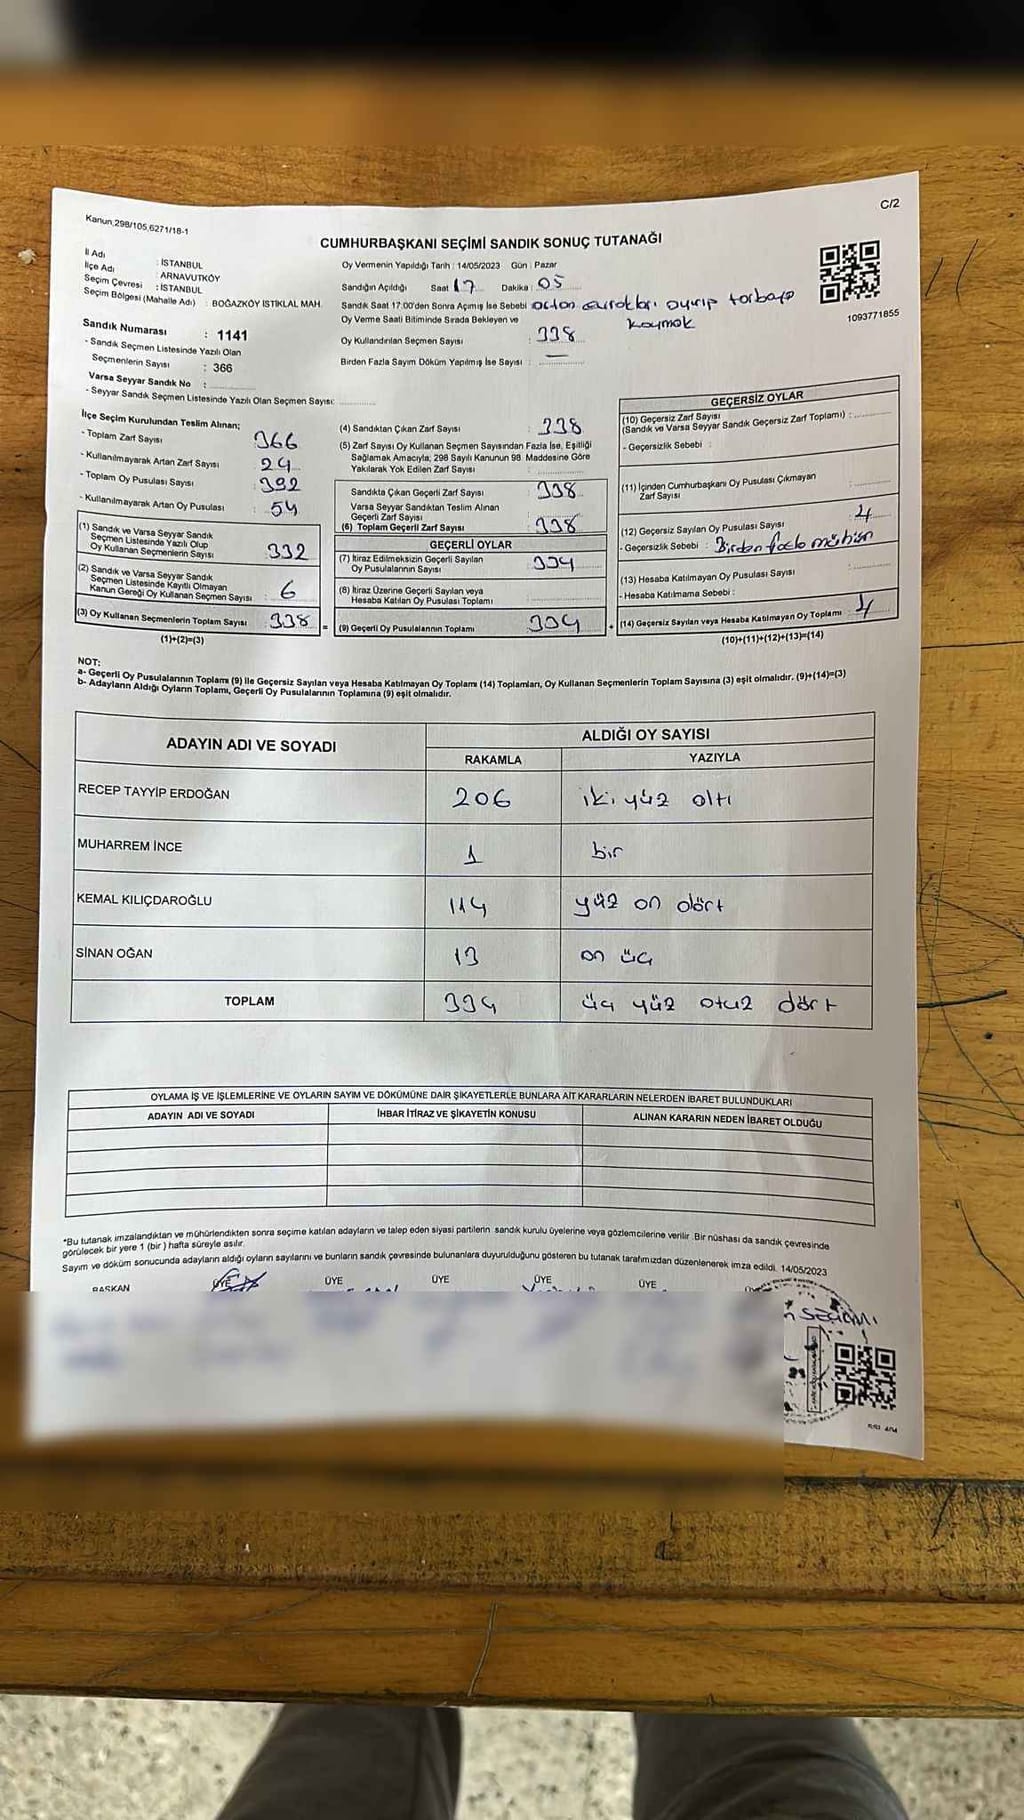 C/2
Kanun,298/105,6271/18-1
CUMHURBAŞKANI SEÇİMİ SANDIK SONUÇ TUTANAĞI
İl Adı : İSTANBUL
İlçe Adı : ARNAVUTKÖY
Seçim Çevresi : İSTANBUL
Seçim Bölgesi (Mahalle Adı) : BOĞAZKÖY İSTİKLAL MAH.
Sandık Numarası : 1141
- Sandık Seçmen Listesinde Yazılı Olan
Seçmenlerin Sayısı : 366
Varsa Seyyar Sandık No :
- Seyyar Sandık Seçmen Listesinde Yazılı Olan Seçmen Sayısı:
Oy Vermenin Yapıldığı Tarih : 14/05/2023 Gün : Pazar
Sandığın Açıldığı Saat 17 Dakika : 05
Sandık Saat 17:00'den Sonra Açımış İse Sebebi artan evrakları ayırıp torbaya
koymak
Oy Verme Saati Bitiminde Sırada Bekleyen ve
Oy Kullandırılan Seçmen Sayısı : 338
Birden Fazla Sayım Döküm Yapılmış İse Sayısı : —
1093771855
İlçe Seçim Kurulundan Teslim Alınan;
- Toplam Zarf Sayısı 366
- Kullanılmayarak Artan Zarf Sayısı 24
- Toplam Oy Pusulası Sayısı 392
- Kullanılmayarak Artan Oy Pusulası 54
(1) Sandık ve Varsa Seyyar Sandık
Seçmen Listesinde Yazılı Olup
Oy Kullanan Seçmenlerin Sayısı 332
(2) Sandık ve Varsa Seyyar Sandık
Seçmen Listesinde Kayıtlı Olmayan
Kanun Gereği Oy Kullanan Seçmen Sayısı 6
(3) Oy Kullanan Seçmenlerin Toplam Sayısı 338 =
(1)+(2)=(3)
(4) Sandıktan Çıkan Zarf Sayısı : 338
(5) Zarf Sayısı Oy Kullanan Seçmen Sayısından Fazla İse, Eşitliği
Sağlamak Amacıyla; 298 Sayılı Kanunun 98. Maddesine Göre
Yakılarak Yok Edilen Zarf Sayısı :
Sandıkta Çıkan Geçerli Zarf Sayısı : 338
Varsa Seyyar Sandıktan Teslim Alınan
Geçerli Zarf Sayısı :
(6) Toplam Geçerli Zarf Sayısı 338
GEÇERLİ OYLAR
(7) İtiraz Edilmeksizin Geçerli Sayılan
Oy Pusulalarının Sayısı : 334
(8) İtiraz Üzerine Geçerli Sayılan veya
Hesaba Katılan Oy Pusulası Toplamı
(9) Geçerli Oy Pusulalarının Toplamı 334 +
GEÇERSİZ OYLAR
(10) Geçersiz Zarf Sayısı
(Sandık ve Varsa Seyyar Sandık Geçersiz Zarf Toplamı) :
- Geçersizlik Sebebi :
(11) İçinden Cumhurbaşkanı Oy Pusulası Çıkmayan
Zarf Sayısı :
(12) Geçersiz Sayılan Oy Pusulası Sayısı : 4
- Geçersizlik Sebebi : Birden fazla mühür
(13) Hesaba Katılmayan Oy Pusulası Sayısı :
- Hesaba Katılmama Sebebi :
(14) Geçersiz Sayılan veya Hesaba Katılmayan Oy Toplamı 4
(10)+(11)+(12)+(13)=(14)
NOT:
a- Geçerli Oy Pusulalarının Toplamı (9) İle Geçersiz Sayılan veya Hesaba Katılmayan Oy Toplamı (14) Toplamları, Oy Kullanan Seçmenlerin Toplam Sayısına (3) eşit olmalıdır. (9)+(14)=(3)
b- Adayların Aldığı Oyların Toplamı, Geçerli Oy Pusulalarının Toplamına (9) eşit olmalıdır.
ADAYIN ADI VE SOYADI ALDIĞI OY SAYISI
RAKAMLA YAZIYLA
RECEP TAYYİP ERDOĞAN 206 iki yüz altı
MUHARREM İNCE 1 bir
KEMAL KILIÇDAROĞLU 114 yüz on dört
SİNAN OĞAN 13 on üç
TOPLAM 334 üç yüz otuz dört
OYLAMA İŞ VE İŞLEMLERİNE VE OYLARIN SAYIM VE DÖKÜMÜNE DAİR ŞİKAYETLERLE BUNLARA AİT KARARLARIN NELERDEN İBARET BULUNDUKLARI
ADAYIN ADI VE SOYADI İHBAR İTİRAZ VE ŞİKAYETİN KONUSU ALINAN KARARIN NEDEN İBARET OLDUĞU
*Bu tutanak imzalandıktan ve mühürlendikten sonra seçime katılan adayların ve talep eden siyasi partilerin sandık kurulu üyelerine veya gözlemcilerine verilir. Bir nüshası da sandık çevresinde
görülecek bir yere 1 (bir ) hafta süreyle asılır.
Sayım ve döküm sonucunda adayların aldığı oyların sayılarını ve bunların sandık çevresinde bulunanlara duyurulduğunu gösteren bu tutanak tarafımızdan düzenlenerek imza edildi. 14/05/2023
BAŞKAN ÜYE ÜYE ÜYE ÜYE ÜYE